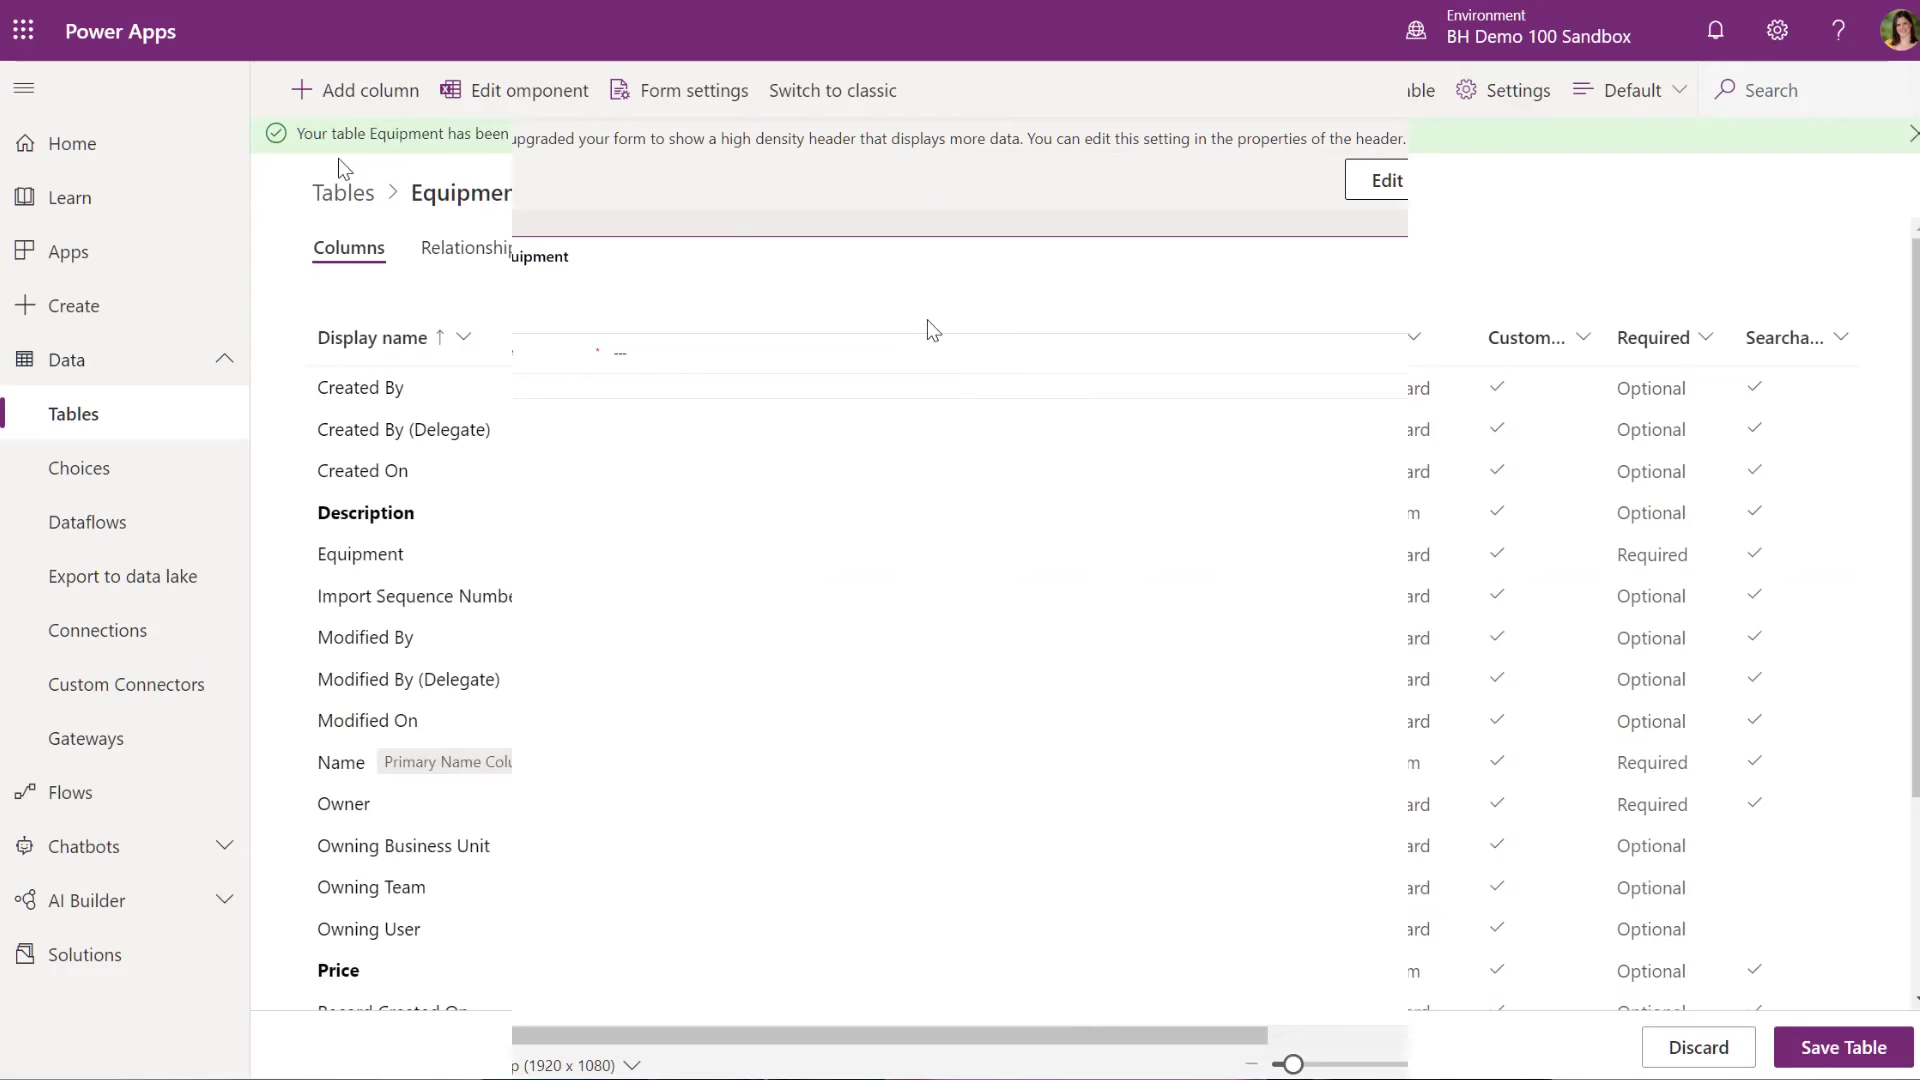 Power Apps
Environment
BH Demo 100 Sandbox
Add column
Edit omponent
Form settings
Switch to classic
ble
Settings
Default
Search
Your table Equipment has been
upgraded your form to show a high density header that displays more data. You can edit this setting in the properties of the header.
Edit
Tables > Equipmen
Columns
Relationship
uipment
Home
Learn
Apps
Create
Data
Tables
Choices
Dataflows
Export to data lake
Connections
Custom Connectors
Gateways
Flows
Chatbots
AI Builder
Solutions
Display name
* ---
Custom...
Required
Searcha...
Created By
ard
Optional
Created By (Delegate)
ard
Optional
Created On
ard
Optional
Description
m
Optional
Equipment
ard
Required
Import Sequence Numbe
ard
Optional
Modified By
ard
Optional
Modified By (Delegate)
ard
Optional
Modified On
ard
Optional
Name
Primary Name Colu
m
Required
Owner
ard
Required
Owning Business Unit
ard
Optional
Owning Team
ard
Optional
Owning User
ard
Optional
Price
m
Optional
p (1920 x 1080)
Discard
Save Table